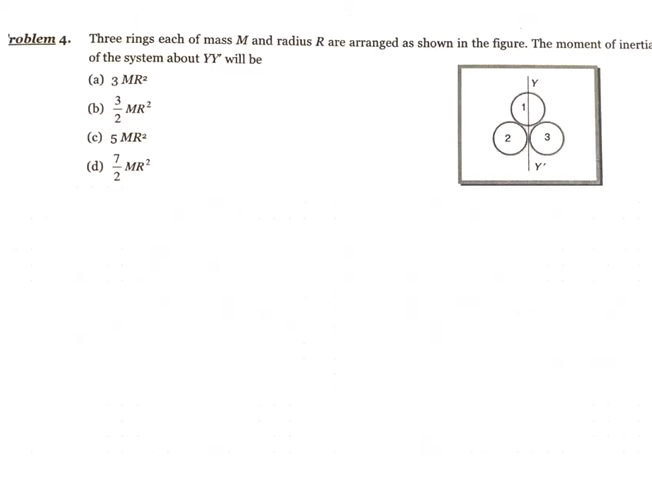 'roblem 4. Three rings each of mass M and radius R are arranged as shown in the figure. The moment of inertia
of the system about YY' will be
(a) 3 MR²
(b) 3/2 MR²
(c) 5 MR²
(d) 7/2 MR²
Y
1
2 3
Y'